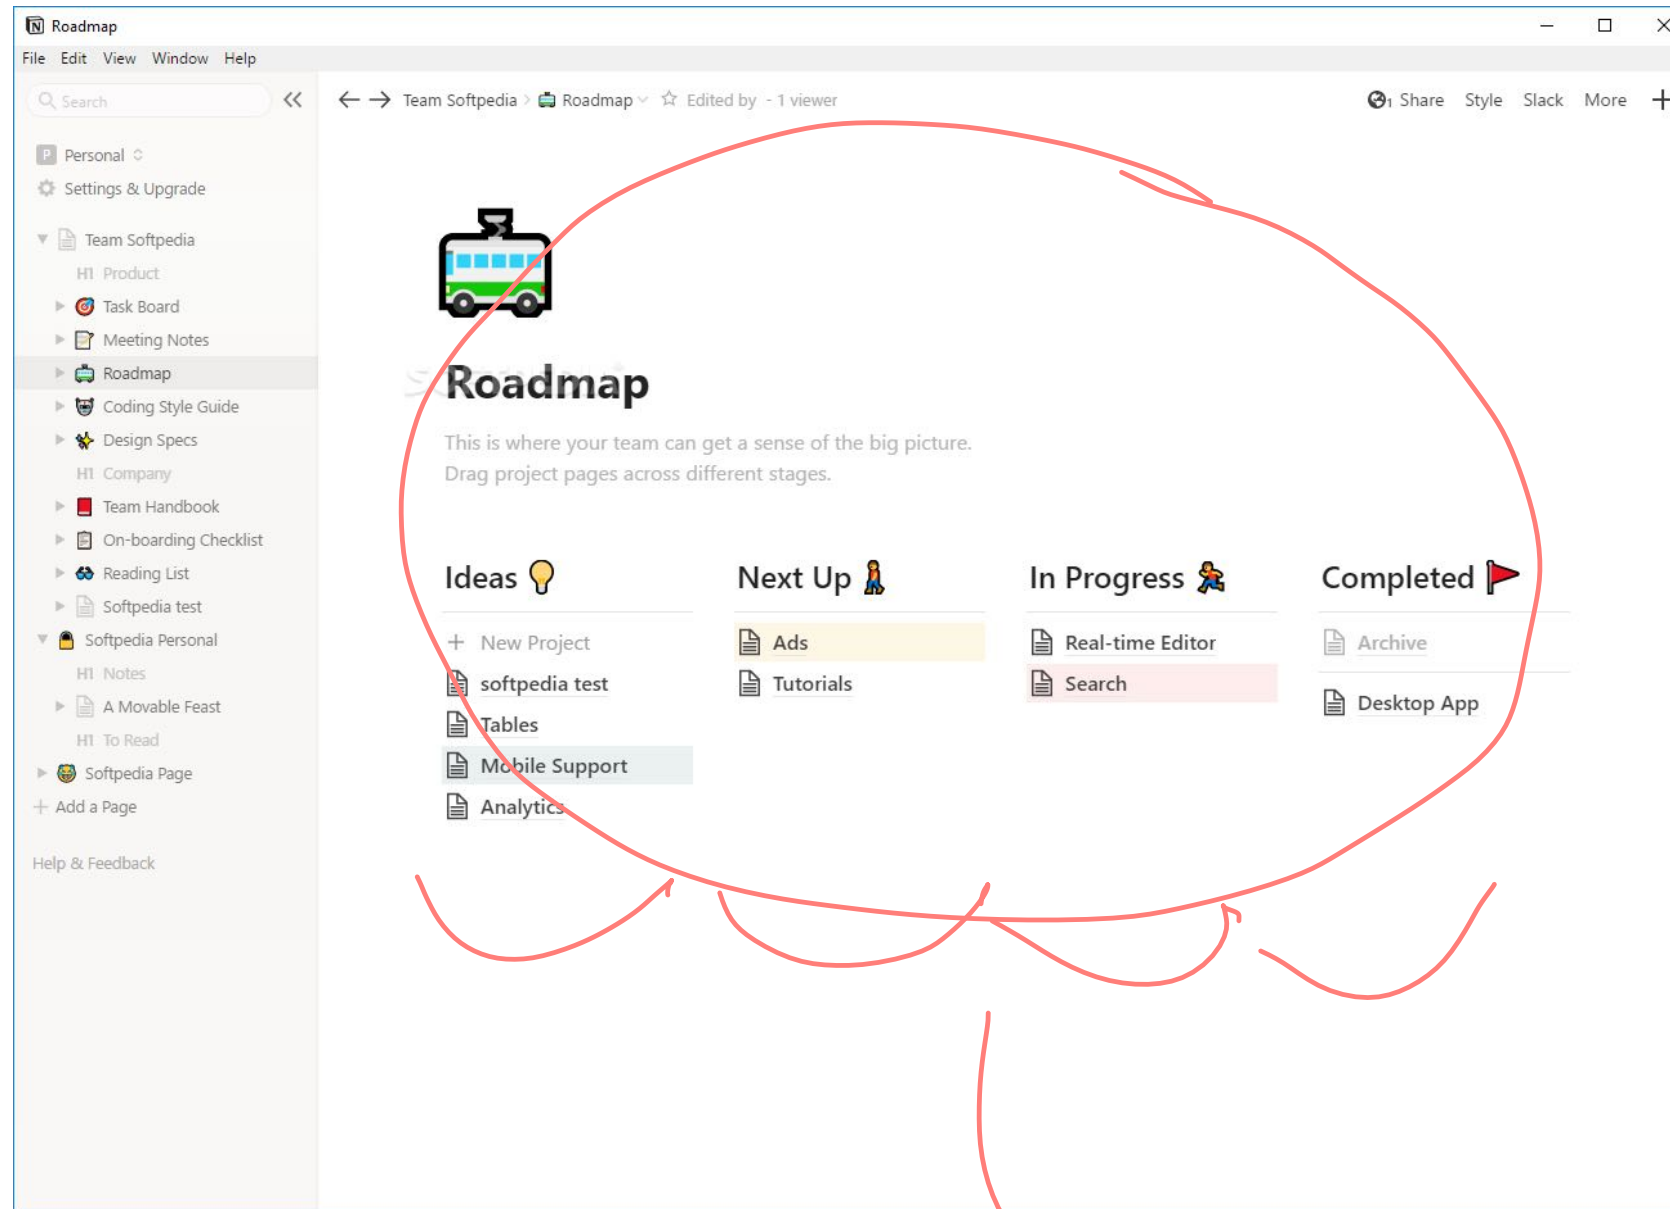 Roadmap
File Edit View Window Help
Search
Team Softpedia Roadmap Edited by - 1 viewer
1 Share Style Slack More
P Personal
Settings & Upgrade
Team Softpedia
H1 Product
Task Board
Meeting Notes
Roadmap
Coding Style Guide
Design Specs
H1 Company
Team Handbook
On-boarding Checklist
Reading List
Softpedia test
Softpedia Personal
H1 Notes
A Movable Feast
H1 To Read
Softpedia Page
Add a Page
Help & Feedback
Roadmap
This is where your team can get a sense of the big picture.
Drag project pages across different stages.
Ideas
New Project
softpedia test
Tables
Mobile Support
Analytics
Next Up
Ads
Tutorials
In Progress
Real-time Editor
Search
Completed
Archive
Desktop App